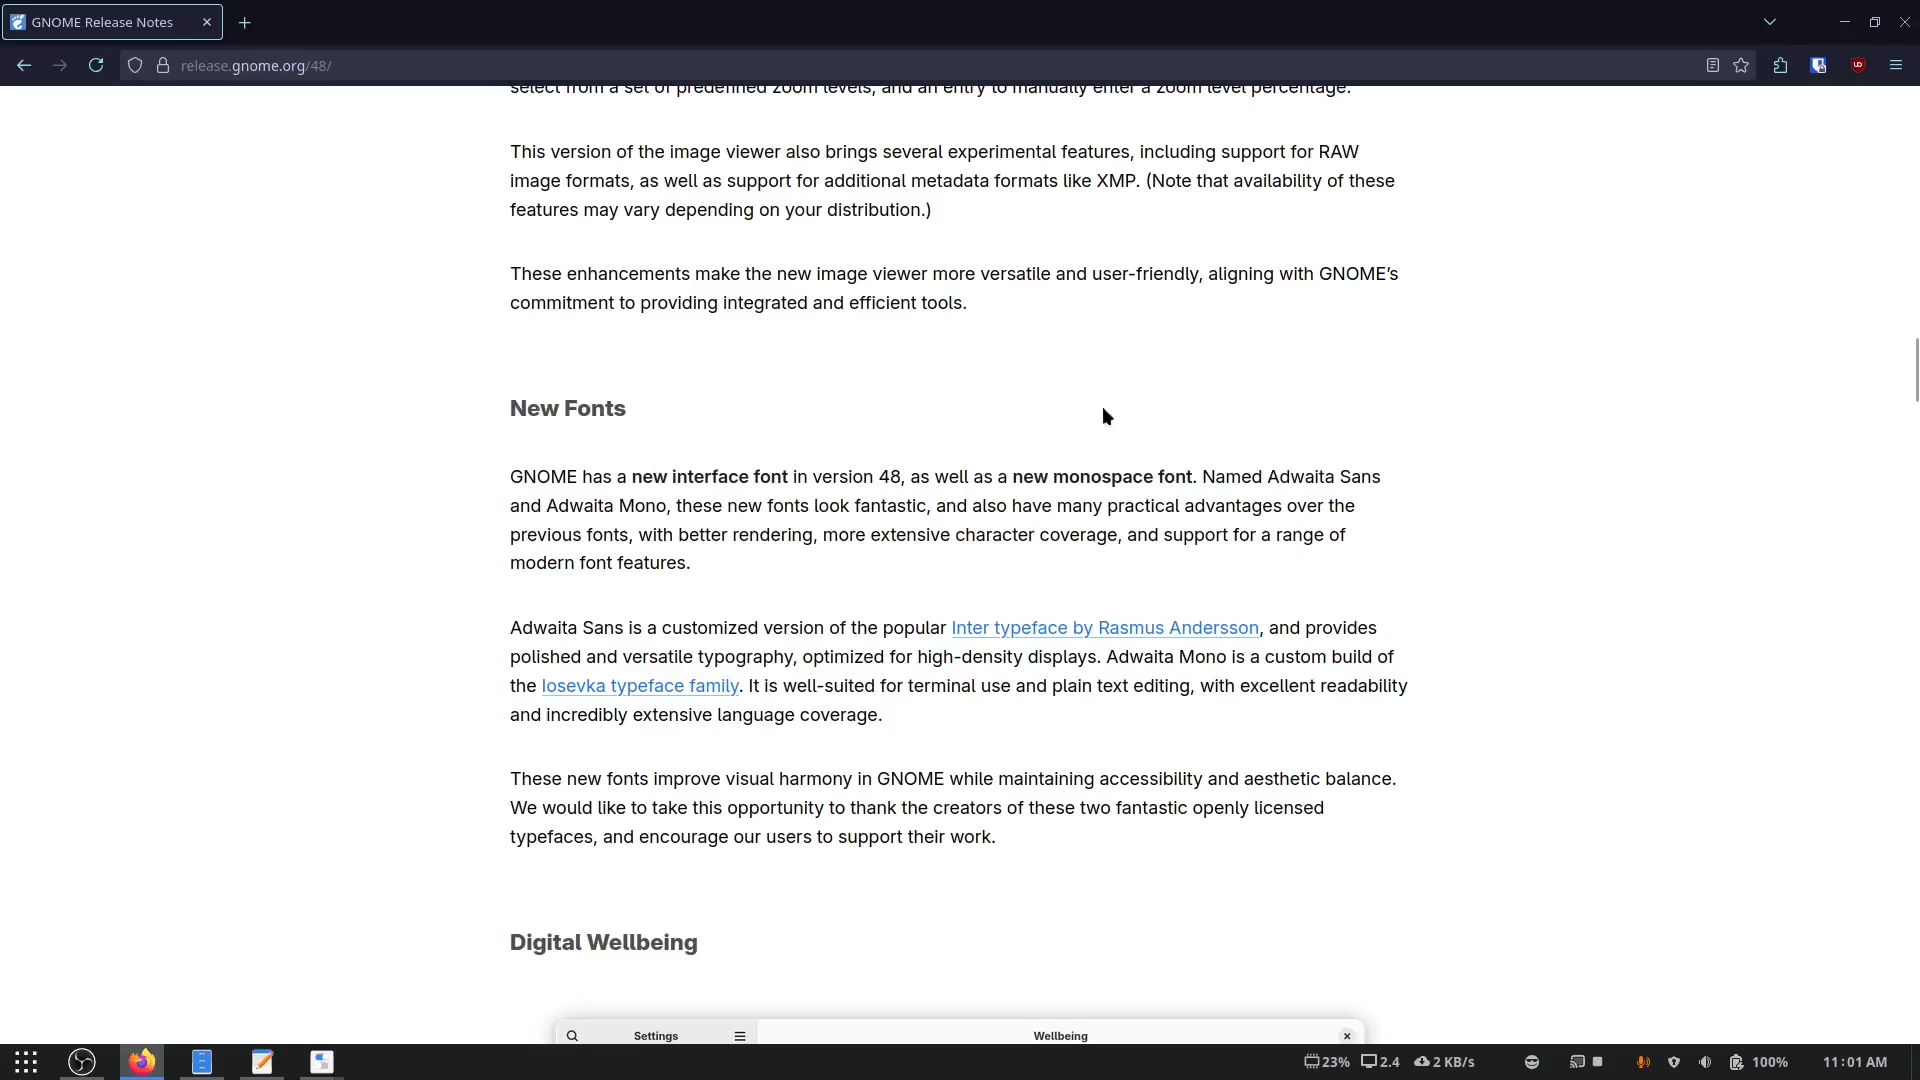 GNOME Release Notes
release.gnome.org/48/
select from a set of predefined zoom levels, and an entry to manually enter a zoom level percentage.
This version of the image viewer also brings several experimental features, including support for RAW
image formats, as well as support for additional metadata formats like XMP. (Note that availability of these
features may vary depending on your distribution.)
These enhancements make the new image viewer more versatile and user-friendly, aligning with GNOME's
commitment to providing integrated and efficient tools.
New Fonts
GNOME has a new interface font in version 48, as well as a new monospace font. Named Adwaita Sans
and Adwaita Mono, these new fonts look fantastic, and also have many practical advantages over the
previous fonts, with better rendering, more extensive character coverage, and support for a range of
modern font features.
Adwaita Sans is a customized version of the popular Inter typeface by Rasmus Andersson, and provides
polished and versatile typography, optimized for high-density displays. Adwaita Mono is a custom build of
the Iosevka typeface family. It is well-suited for terminal use and plain text editing, with excellent readability
and incredibly extensive language coverage.
These new fonts improve visual harmony in GNOME while maintaining accessibility and aesthetic balance.
We would like to take this opportunity to thank the creators of these two fantastic openly licensed
typefaces, and encourage our users to support their work.
Digital Wellbeing
Settings
Wellbeing
23% 2.4 2 KB/s 100% 11:01 AM